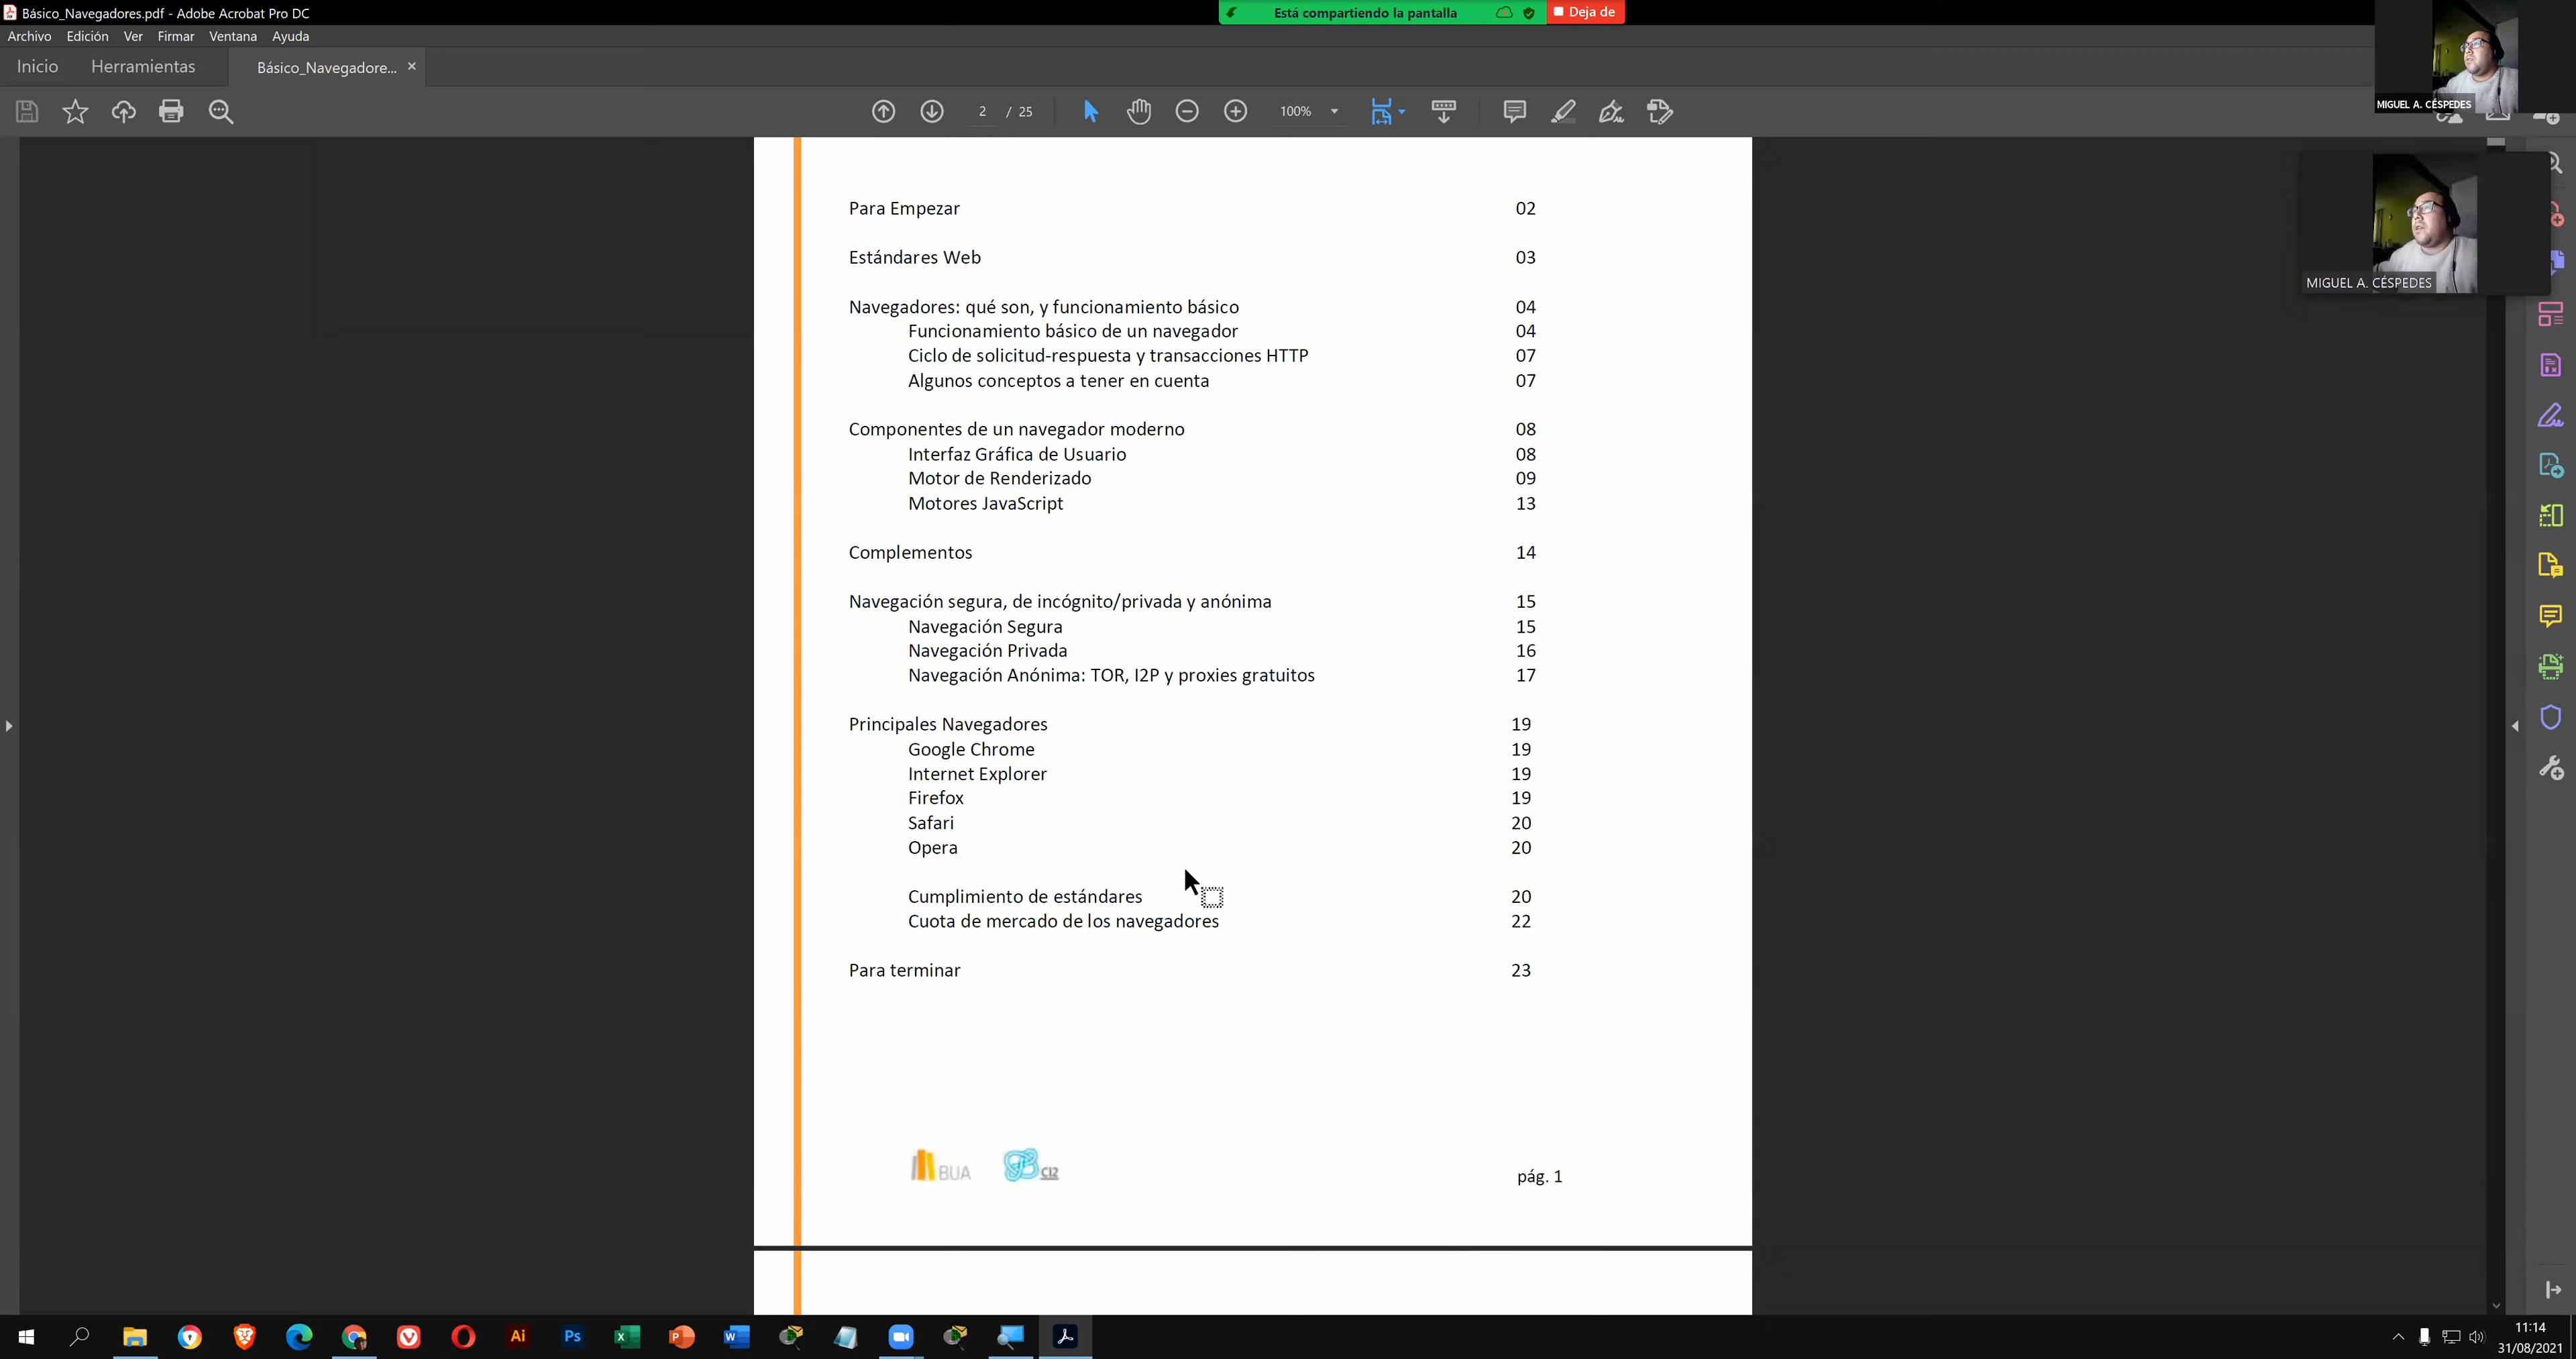 Básico_Navegadores.pdf - Adobe Acrobat Pro DC
Está compartiendo la pantalla
Deja de
Archivo Edición Ver Firmar Ventana Ayuda
Inicio Herramientas Básico_Navegadore... ×
2 / 25 100%
MIGUEL A. CÉSPEDES
MIGUEL A. CÉSPEDES
Para Empezar 02
Estándares Web 03
Navegadores: qué son, y funcionamiento básico 04
Funcionamiento básico de un navegador 04
Ciclo de solicitud-respuesta y transacciones HTTP 07
Algunos conceptos a tener en cuenta 07
Componentes de un navegador moderno 08
Interfaz Gráfica de Usuario 08
Motor de Renderizado 09
Motores JavaScript 13
Complementos 14
Navegación segura, de incógnito/privada y anónima 15
Navegación Segura 15
Navegación Privada 16
Navegación Anónima: TOR, I2P y proxies gratuitos 17
Principales Navegadores 19
Google Chrome 19
Internet Explorer 19
Firefox 19
Safari 20
Opera 20
Cumplimiento de estándares 20
Cuota de mercado de los navegadores 22
Para terminar 23
BUA CI2
pág. 1
Ai Ps
11:14
31/08/2021